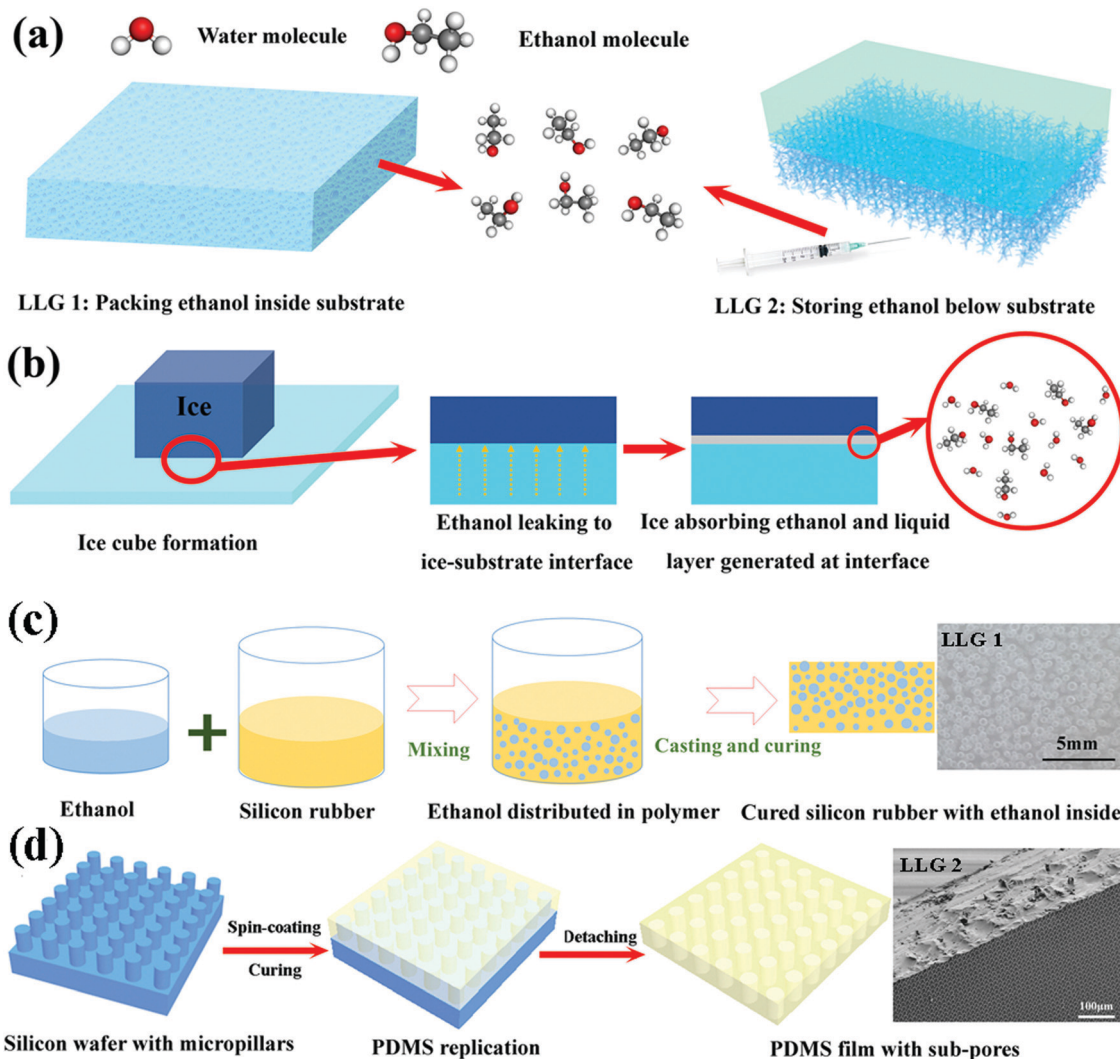 (a)
Water molecule
Ethanol molecule
LLG 1: Packing ethanol inside substrate
LLG 2: Storing ethanol below substrate
(b)
Ice
Ice cube formation
Ethanol leaking to
ice-substrate interface
Ice absorbing ethanol and liquid
layer generated at interface
(c)
Ethanol
Silicon rubber
Mixing
Ethanol distributed in polymer
Casting and curing
LLG 1
5mm
Cured silicon rubber with ethanol inside
(d)
Silicon wafer with micropillars
Spin-coating
Curing
PDMS replication
Detaching
PDMS film with sub-pores
LLG 2
100μm